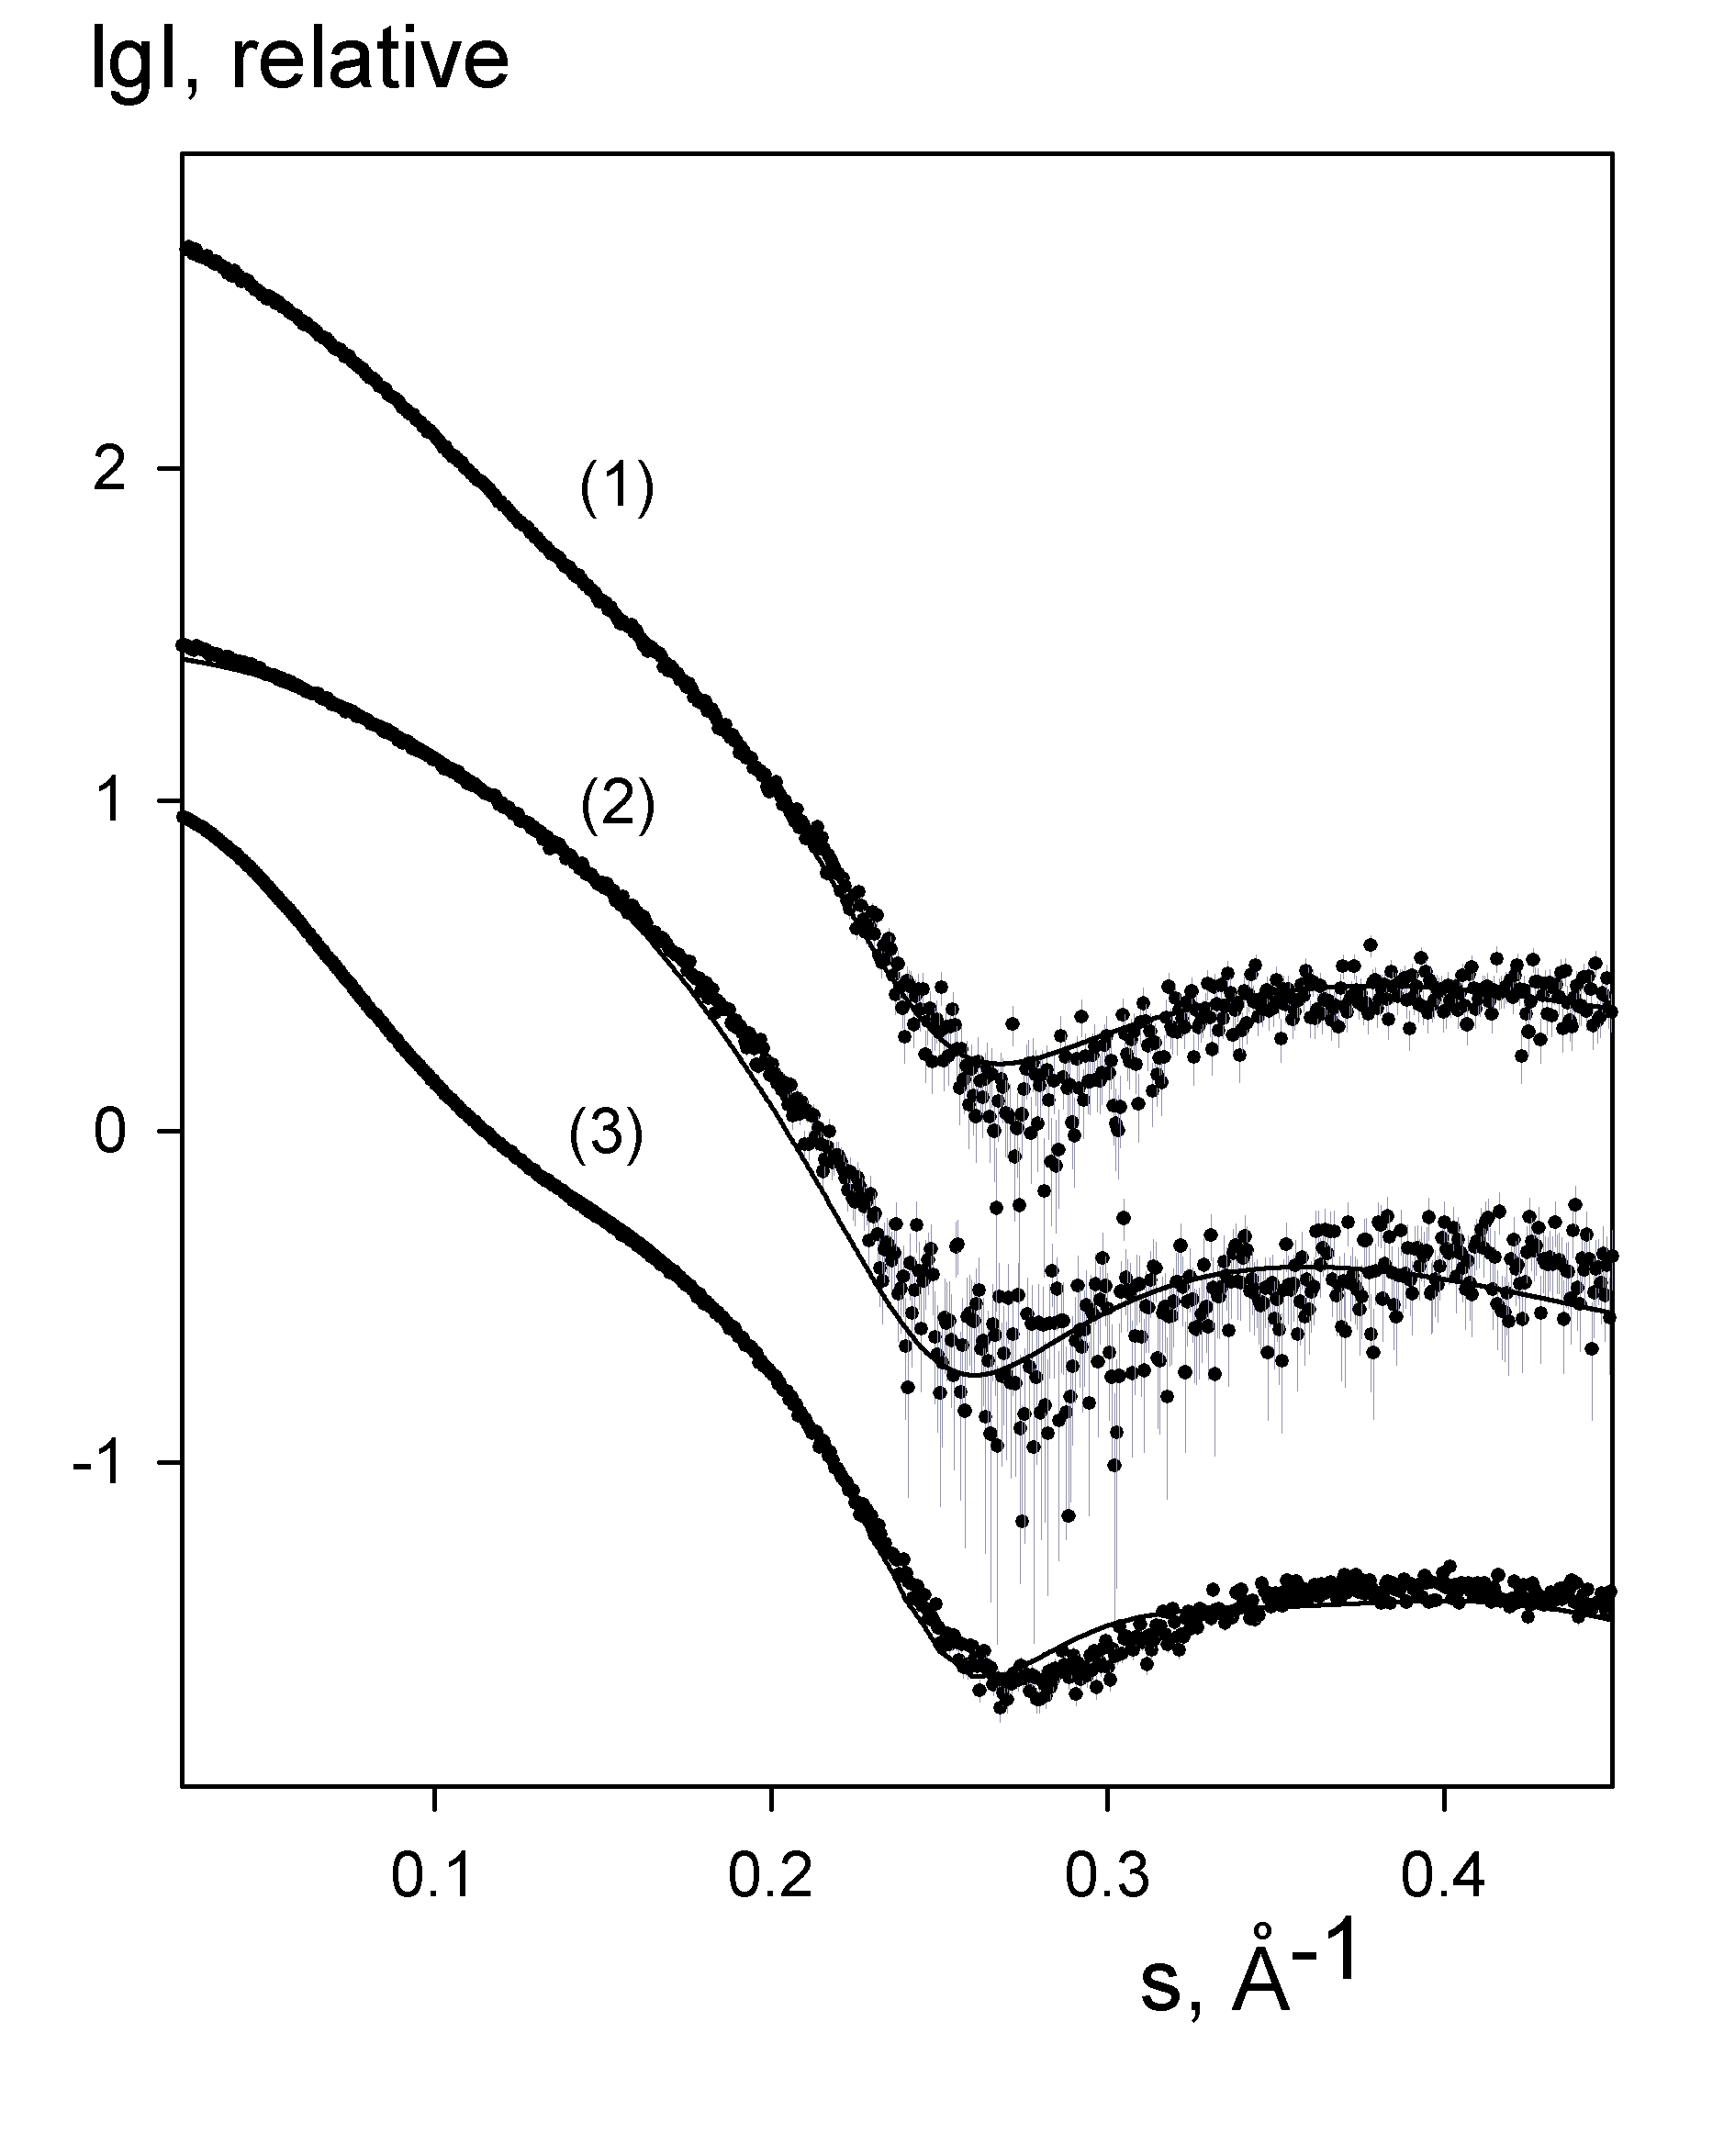 lgI, relative
2
(1)
1
(2)
0
(3)
-1
0.1 0.2 0.3 0.4
s, Å-1